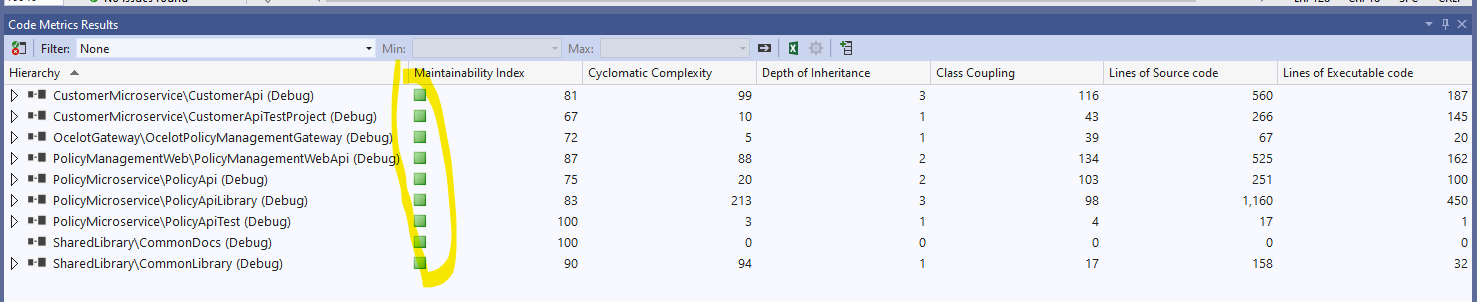 No issues found
Code Metrics Results
Filter: None Min: Max:
Hierarchy Maintainability Index Cyclomatic Complexity Depth of Inheritance Class Coupling Lines of Source code Lines of Executable code
CustomerMicroservice\CustomerApi (Debug) 81 99 3 116 560 187
CustomerMicroservice\CustomerApiTestProject (Debug) 67 10 1 43 266 145
OcelotGateway\OcelotPolicyManagementGateway (Debug) 72 5 1 39 67 20
PolicyManagementWeb\PolicyManagementWebApi (Debug) 87 88 2 134 525 162
PolicyMicroservice\PolicyApi (Debug) 75 20 2 103 251 100
PolicyMicroservice\PolicyApiLibrary (Debug) 83 213 3 98 1,160 450
PolicyMicroservice\PolicyApiTest (Debug) 100 3 1 4 17 1
SharedLibrary\CommonDocs (Debug) 100 0 0 0 0 0
SharedLibrary\CommonLibrary (Debug) 90 94 1 17 158 32